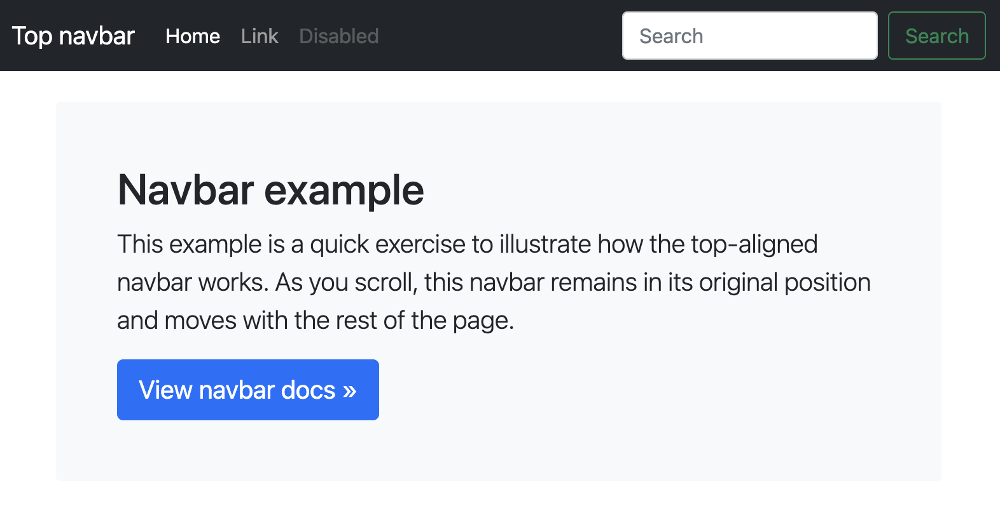 Top navbar Home Link Disabled Search Search
Navbar example
This example is a quick exercise to illustrate how the top-aligned
navbar works. As you scroll, this navbar remains in its original position
and moves with the rest of the page.
View navbar docs »